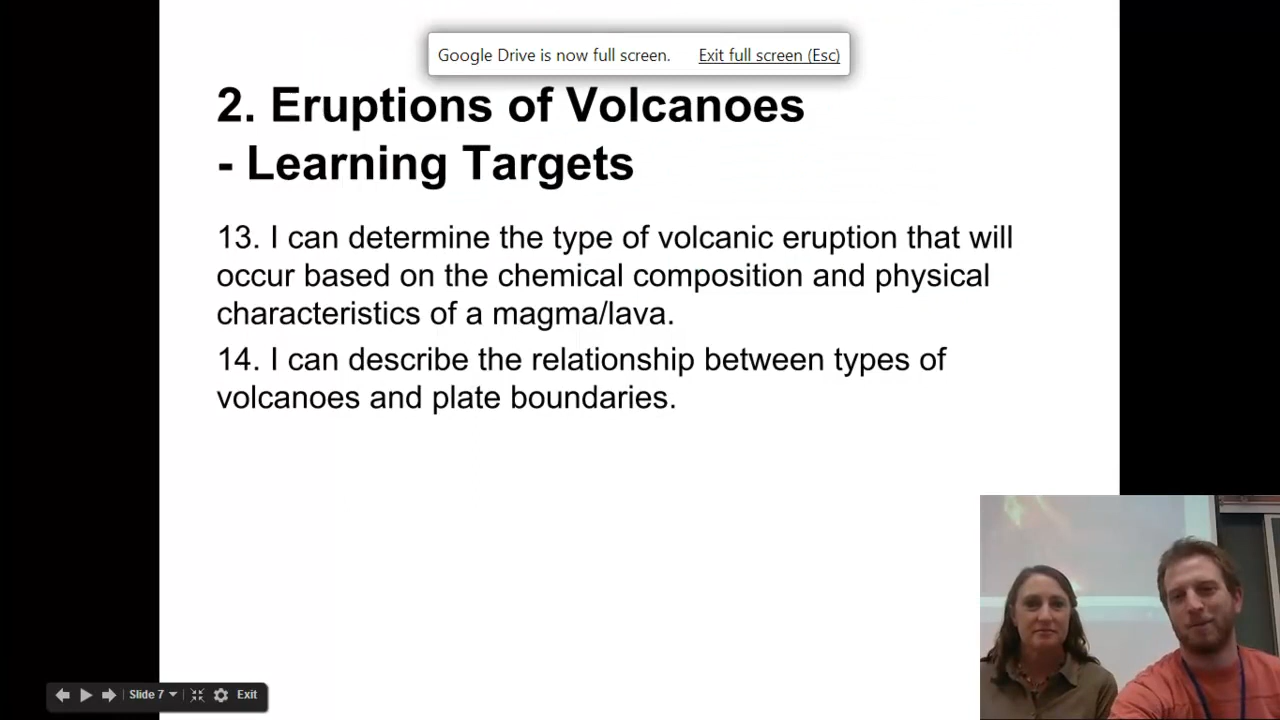 Google Drive is now full screen. Exit full screen (Esc)
2. Eruptions of Volcanoes
- Learning Targets
13. I can determine the type of volcanic eruption that will
occur based on the chemical composition and physical
characteristics of a magma/lava.
14. I can describe the relationship between types of
volcanoes and plate boundaries.
Slide 7 Exit